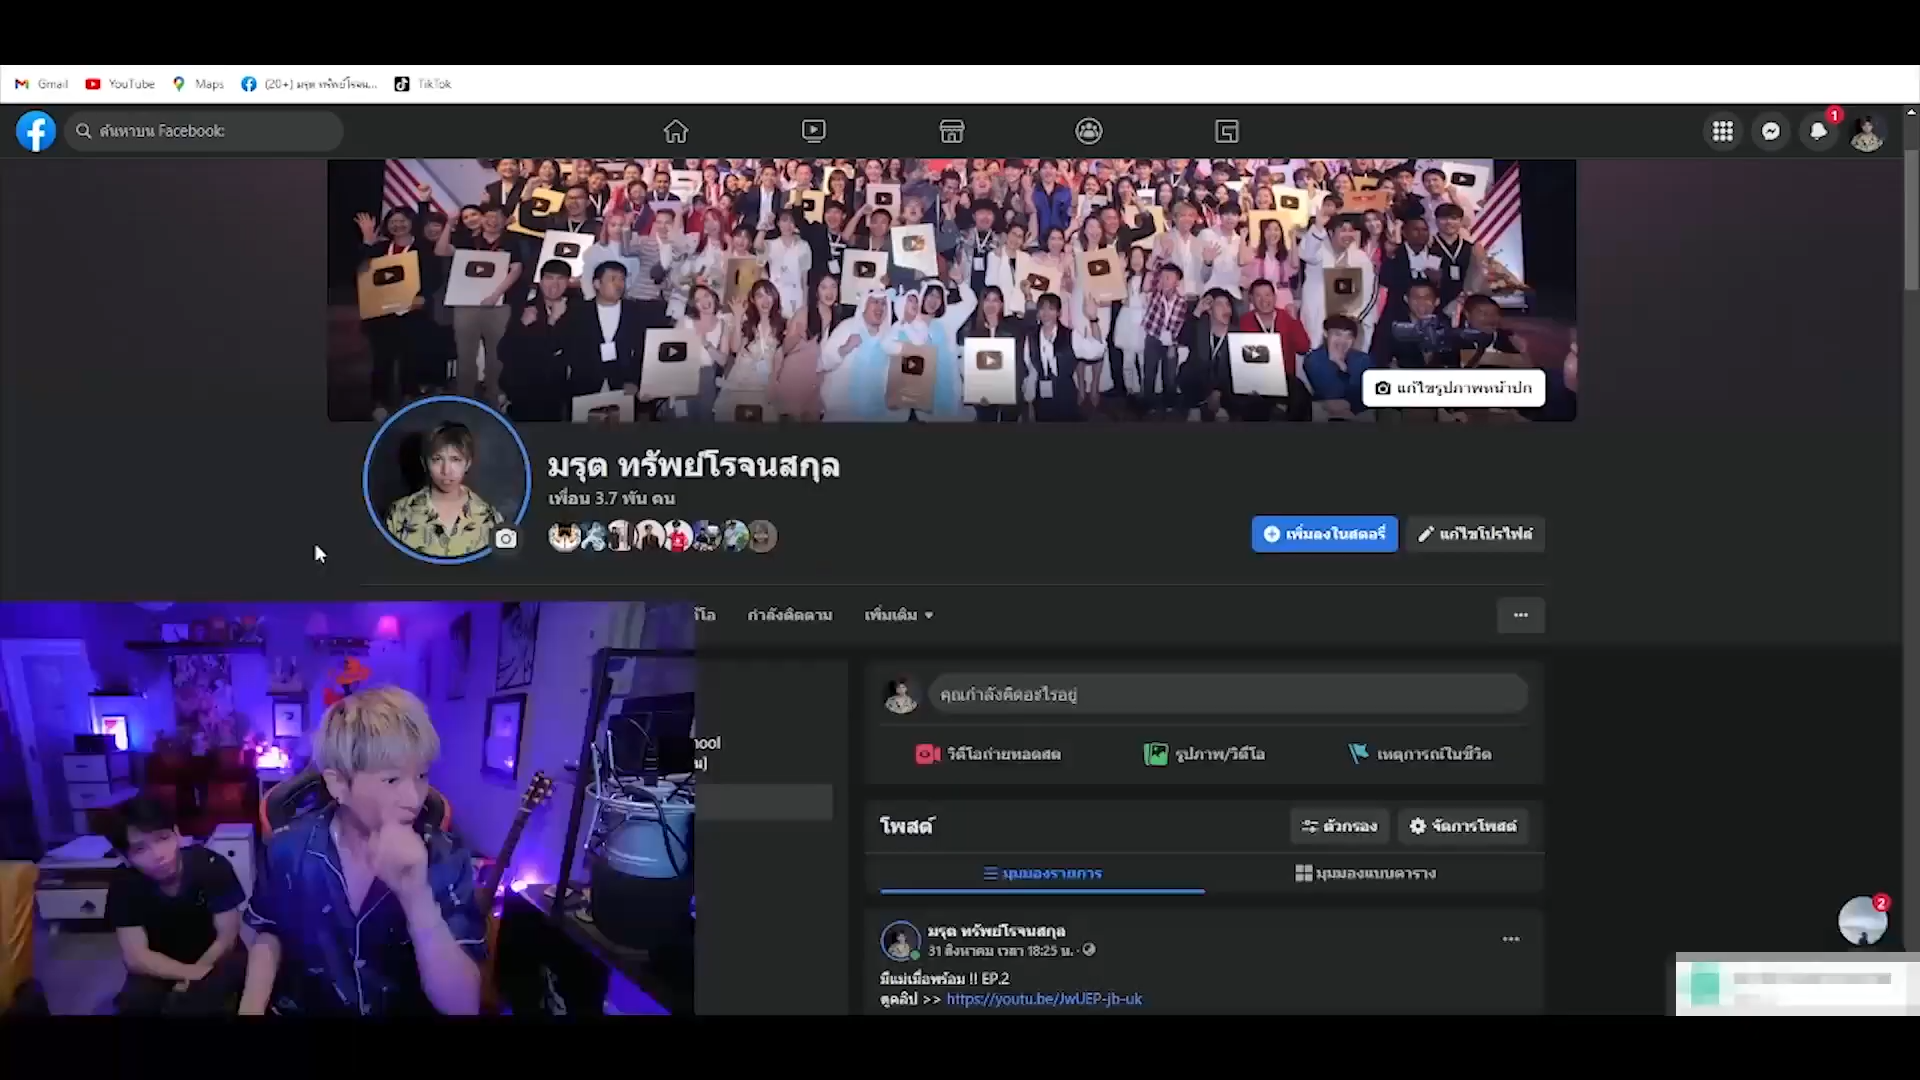 Gmail
YouTube
Maps
(20+) มรุต ทรัพย์โรจน...
TikTok
ค้นหาบน Facebook
1
แก้ไขรูปภาพหน้าปก
มรุต ทรัพย์โรจนสกุล
เพื่อน 3.7 พัน คน
เพิ่มลงในสตอรี่
แก้ไขโปรไฟล์
กำลังติดตาม
เพิ่มเติม
คุณกำลังคิดอะไรอยู่
วิดีโอถ่ายทอดสด
รูปภาพ/วิดีโอ
เหตุการณ์ในชีวิต
โพสต์
ตัวกรอง
จัดการโพสต์
มุมมองรายการ
มุมมองแบบตาราง
2
มรุต ทรัพย์โรจนสกุล
31 สิงหาคม เวลา 18:25 น.
มีแม่เมื่อพร้อม !! EP.2
ดูคลิป >> https://youtu.be/JwUEP-jb-uk